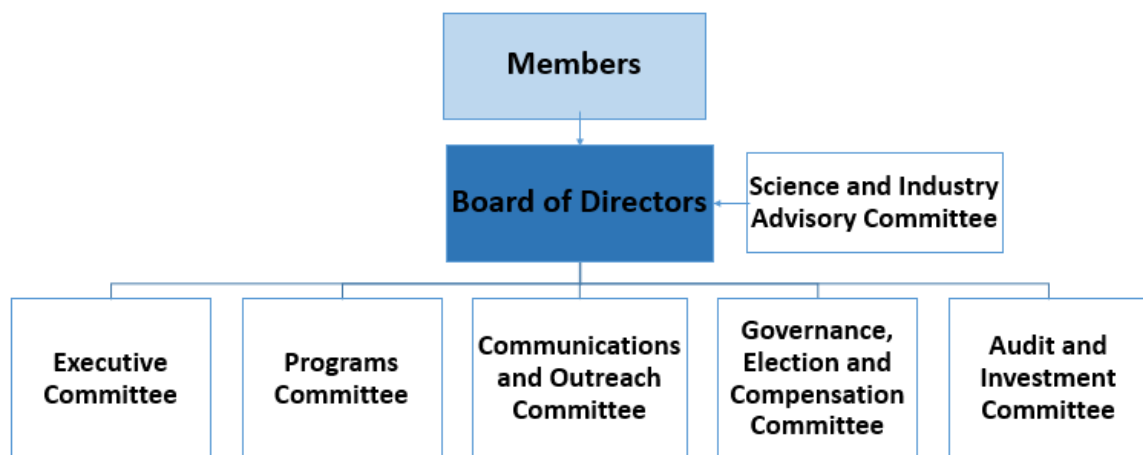 Members
Board of Directors
Science and Industry
Advisory Committee
Executive
Committee
Programs
Committee
Communications
and Outreach
Committee
Governance,
Election and
Compensation
Committee
Audit and
Investment
Committee